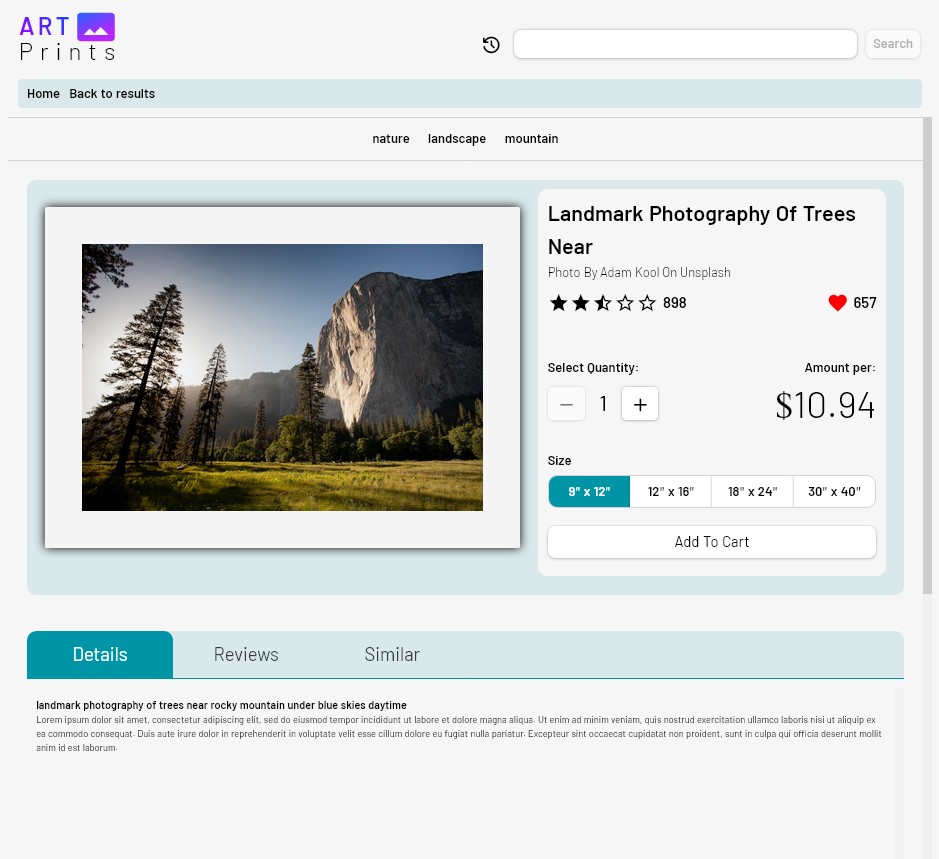 ART
Prints
Search
Home Back to results
nature landscape mountain
Landmark Photography Of Trees
Near
Photo By Adam Kool On Unsplash
898
657
Select Quantity:
Amount per:
1
$10.94
Size
9" x 12" 12" x 16" 18" x 24" 30" x 40"
Add To Cart
Details Reviews Similar
landmark photography of trees near rocky mountain under blue skies daytime
Lorem ipsum dolor sit amet, consectetur adipiscing elit, sed do eiusmod tempor incididunt ut labore et dolore magna aliqua. Ut enim ad minim veniam, quis nostrud exercitation ullamco laboris nisi ut aliquip ex
ea commodo consequat. Duis aute irure dolor in reprehenderit in voluptate velit esse cillum dolore eu fugiat nulla pariatur. Excepteur sint occaecat cupidatat non proident, sunt in culpa qui officia deserunt mollit
anim id est laborum.